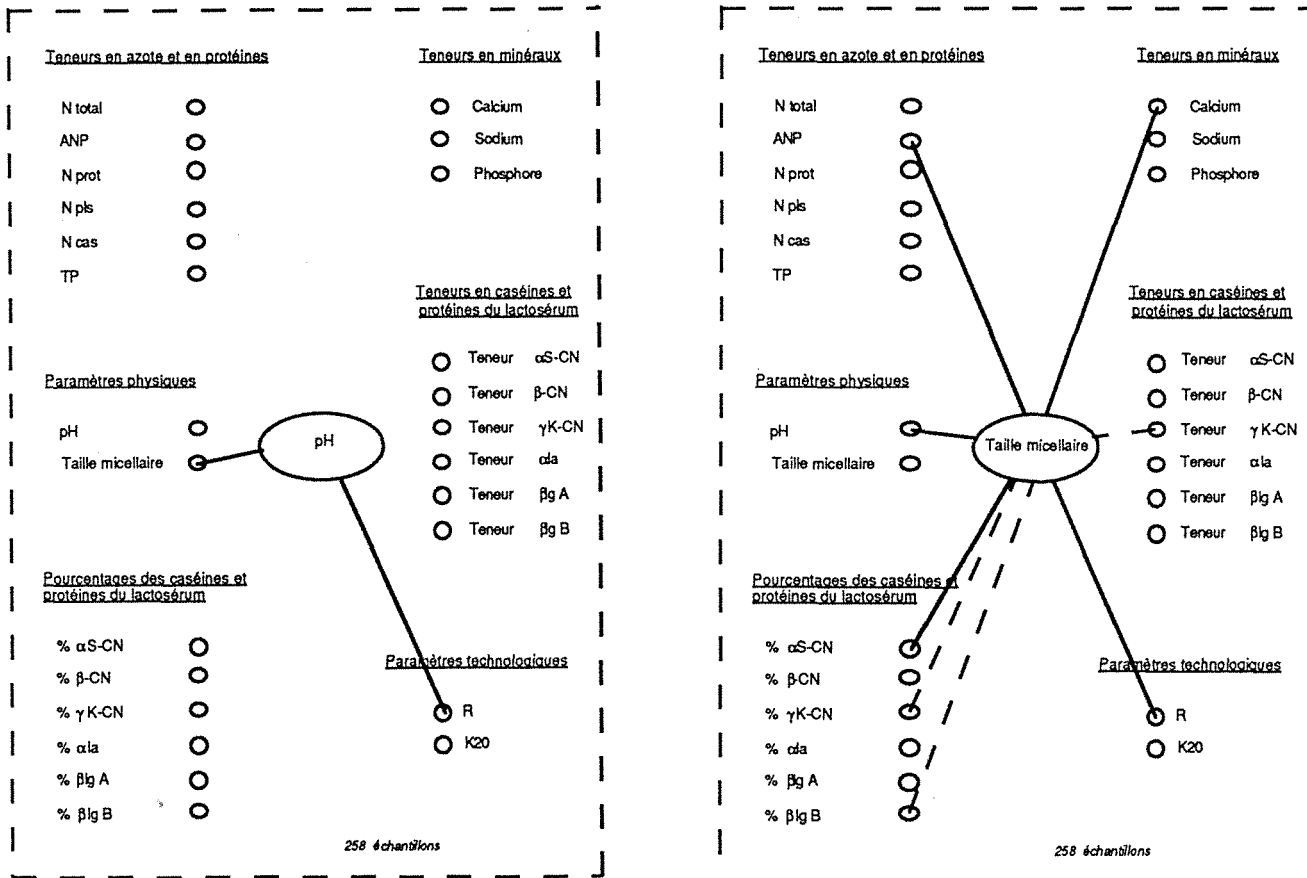 Teneurs en azote et en protéines
N total
ANP
N prot
N pls
N cas
TP
Teneurs en minéraux
Calcium
Sodium
Phosphore
Teneurs en caséines et
protéines du lactosérum
Teneur αS-CN
Teneur β-CN
Teneur γK-CN
Teneur αla
Teneur βlg A
Teneur βlg B
Paramètres physiques
pH
Taille micellaire
pH
Pourcentages des caséines et
protéines du lactosérum
% αS-CN
% β-CN
% γK-CN
% αla
% βlg A
% βlg B
Paramètres technologiques
R
K20
258 échantillons
Teneurs en azote et en protéines
N total
ANP
N prot
N pls
N cas
TP
Teneurs en minéraux
Calcium
Sodium
Phosphore
Teneurs en caséines et
protéines du lactosérum
Teneur αS-CN
Teneur β-CN
Teneur γK-CN
Teneur αla
Teneur βlg A
Teneur βlg B
Paramètres physiques
pH
Taille micellaire
Taille micellaire
Pourcentages des caséines et
protéines du lactosérum
% αS-CN
% β-CN
% γK-CN
% αla
% βlg A
% βlg B
Paramètres technologiques
R
K20
258 échantillons